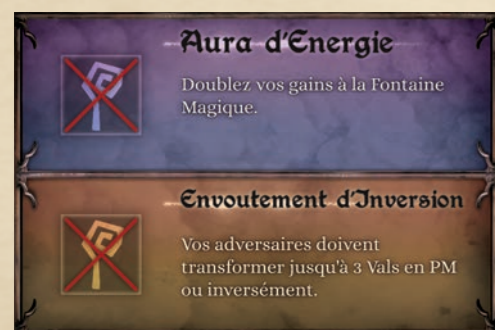 Aura d'Energie
Doublez vos gains à la Fontaine
Magique.
Envoutement d'Inversion
Vos adversaires doivent
transformer jusqu'à 3 Vals en PM
ou inversément.